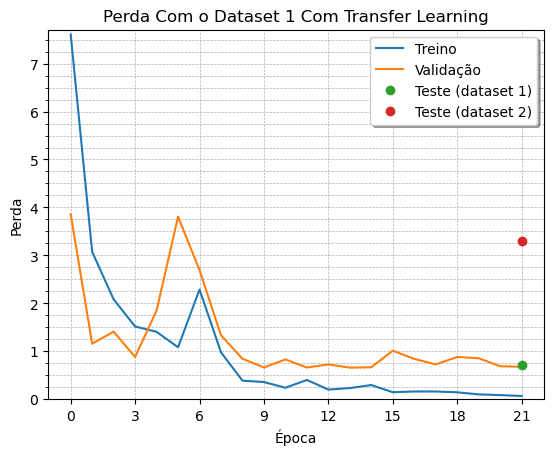 Perda Com o Dataset 1 Com Transfer Learning
Treino
Validação
Teste (dataset 1)
Teste (dataset 2)
Perda
7
6
5
4
3
2
1
0
0 3 6 9 12 15 18 21
Época